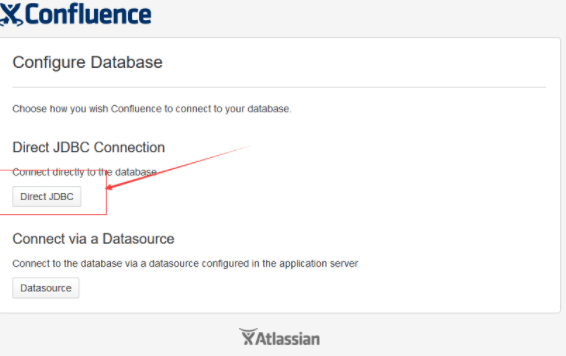 Confluence
Configure Database
Choose how you wish Confluence to connect to your database.
Direct JDBC Connection
Connect directly to the database
Direct JDBC
Connect via a Datasource
Connect to the database via a datasource configured in the application server
Datasource
Atlassian